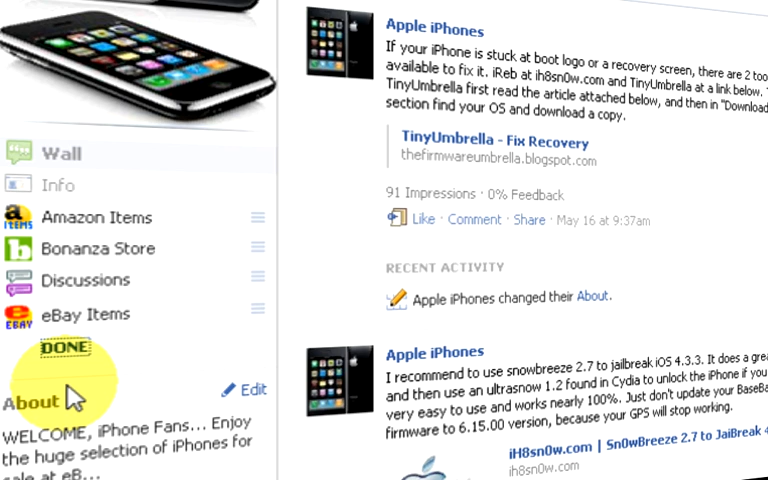 Wall
Info
Amazon Items
Bonanza Store
Discussions
eBay Items
DONE
About
Edit
WELCOME, iPhone Fans... Enjoy
the huge selection of iPhones for
sale at eB...
Apple iPhones
If your iPhone is stuck at boot logo or a recovery screen, there are 2 too
available to fix it. iReb at ih8sn0w.com and TinyUmbrella at a link below. T
TinyUmbrella first read the article attached below, and then in "Download
section find your OS and download a copy.
TinyUmbrella - Fix Recovery
thefirmwareumbrella.blogspot.com
91 Impressions · 0% Feedback
Like · Comment · Share · May 16 at 9:37am
RECENT ACTIVITY
Apple iPhones changed their About.
Apple iPhones
I recommend to use snowbreeze 2.7 to jailbreak iOS 4.3.3. It does a grea
and then use an ultrasnow 1.2 found in Cydia to unlock the iPhone if you
very easy to use and works nearly 100%. Just don't update your BaseBa
firmware to 6.15.00 version, because your GPS will stop working.
iH8sn0w.com | Sn0wBreeze 2.7 to JaiBreak 4
ih8sn0w.com